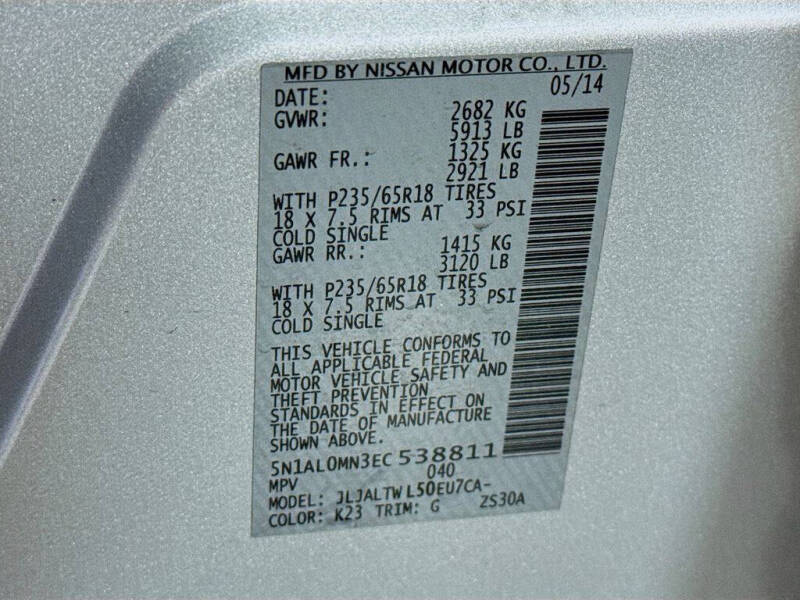 MFD BY NISSAN MOTOR CO., LTD.
DATE: 05/14
GVWR: 2682 KG
5913 LB
GAWR FR.: 1325 KG
2921 LB
WITH P235/65R18 TIRES
18 X 7.5 RIMS AT 33 PSI
COLD SINGLE
GAWR RR.: 1415 KG
3120 LB
WITH P235/65R18 TIRES
18 X 7.5 RIMS AT 33 PSI
COLD SINGLE
THIS VEHICLE CONFORMS TO
ALL APPLICABLE FEDERAL
MOTOR VEHICLE SAFETY AND
THEFT PREVENTION
STANDARDS IN EFFECT ON
THE DATE OF MANUFACTURE
SHOWN ABOVE.
5N1AL0MN3EC 538811
MPV 040
MODEL: JLJALTW L50EU7CA-
COLOR: K23 TRIM: G ZS30A